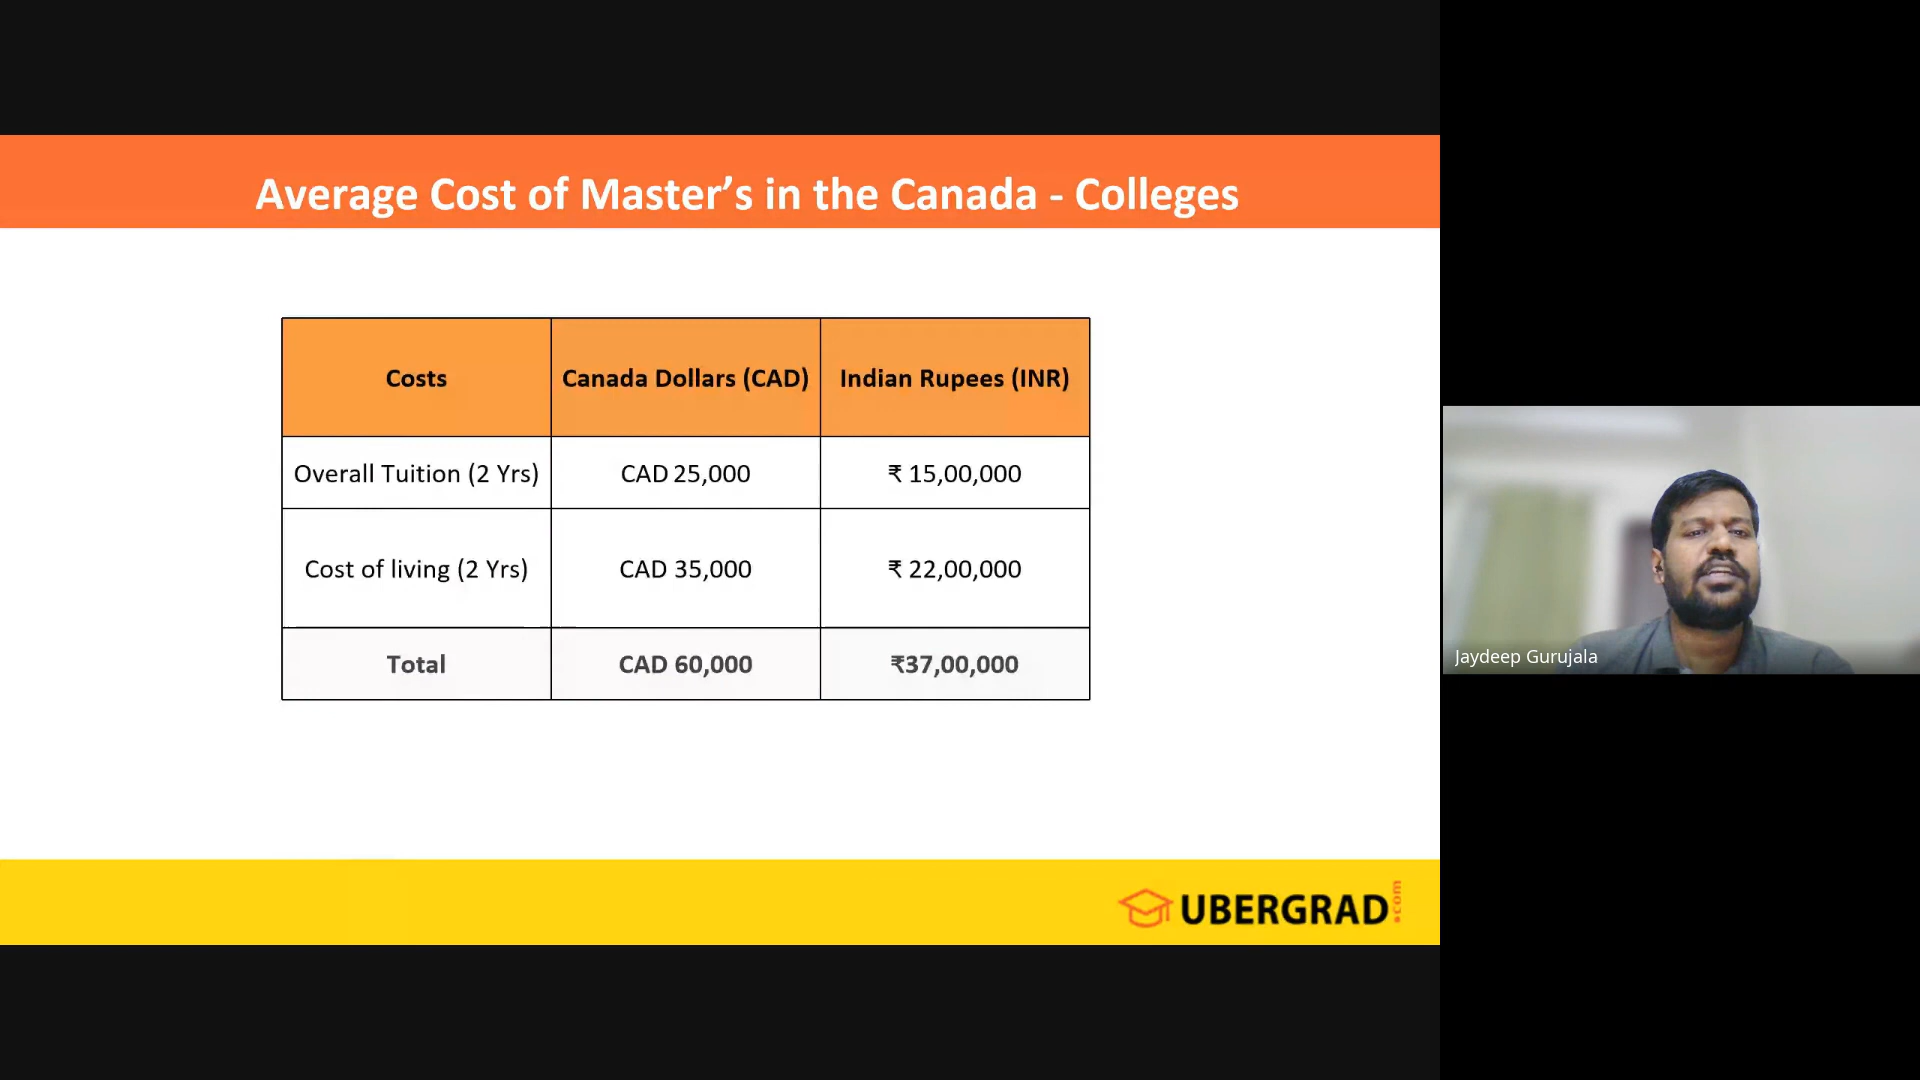 Average Cost of Master’s in the Canada - Colleges
Costs
Canada Dollars (CAD)
Indian Rupees (INR)
Overall Tuition (2 Yrs)
CAD 25,000
₹ 15,00,000
Cost of living (2 Yrs)
CAD 35,000
₹ 22,00,000
Total
CAD 60,000
₹37,00,000
Jaydeep Gurujala
UBERGRAD.com